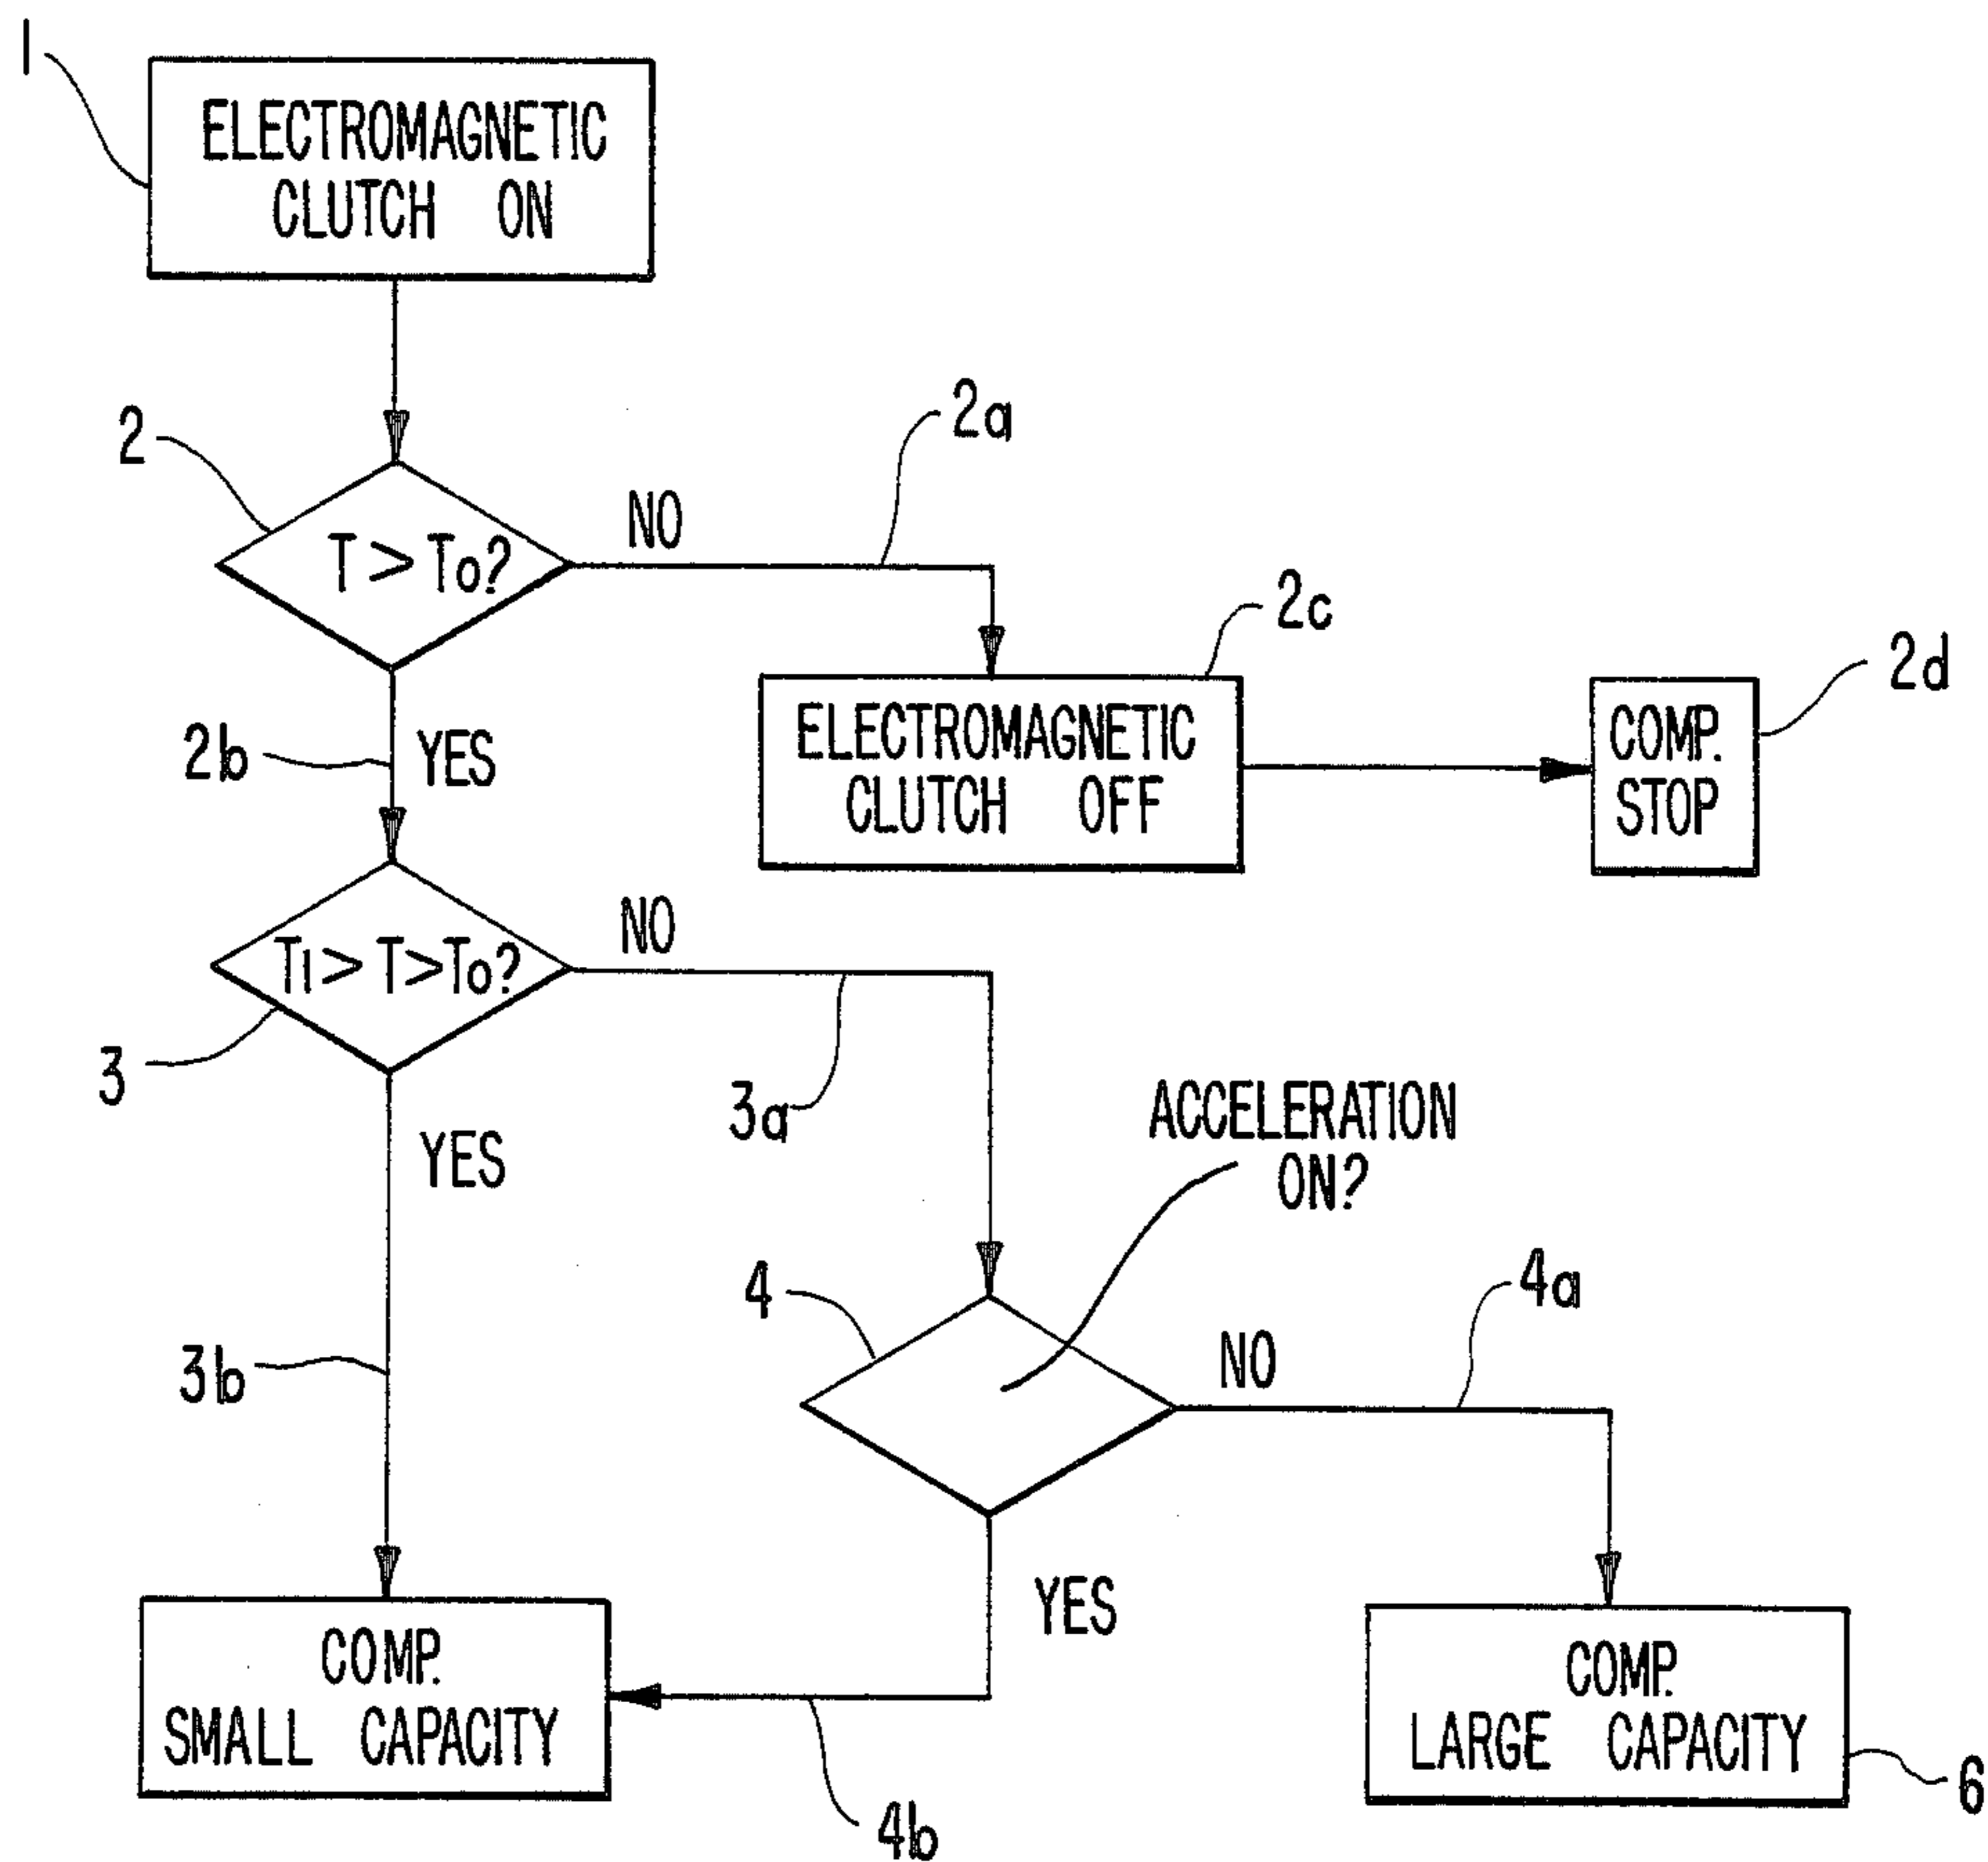 1
ELECTROMAGNETIC
CLUTCH ON
2
T > To?
NO
2a
2b
YES
2c
ELECTROMAGNETIC
CLUTCH OFF
2d
COMP.
STOP
T1 > T > To?
NO
3
3a
YES
3b
ACCELERATION
ON?
4
NO
4a
YES
4b
COMP.
SMALL CAPACITY
COMP.
LARGE CAPACITY
6